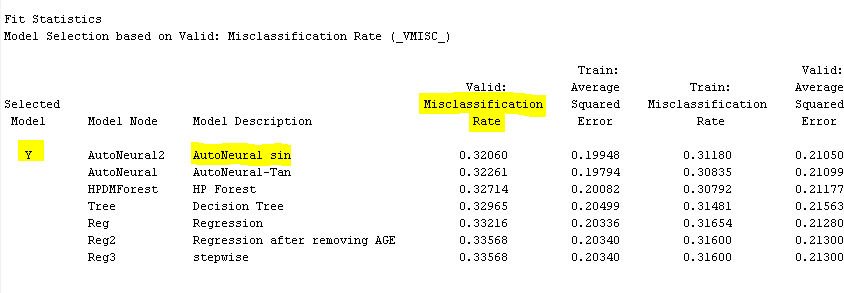 Fit Statistics
Model Selection based on Valid: Misclassification Rate (_VMISC_)
Train: Valid:
Valid: Average Train: Average
Selected Misclassification Squared Misclassification Squared
Model Model Node Model Description Rate Error Rate Error
Y AutoNeural2 AutoNeural sin 0.32060 0.19948 0.31180 0.21050
AutoNeural AutoNeural-Tan 0.32261 0.19794 0.30835 0.21099
HPDMForest HP Forest 0.32714 0.20082 0.30792 0.21177
Tree Decision Tree 0.32965 0.20499 0.31481 0.21563
Reg Regression 0.33216 0.20336 0.31654 0.21280
Reg2 Regression after removing AGE 0.33568 0.20340 0.31600 0.21300
Reg3 stepwise 0.33568 0.20340 0.31600 0.21300